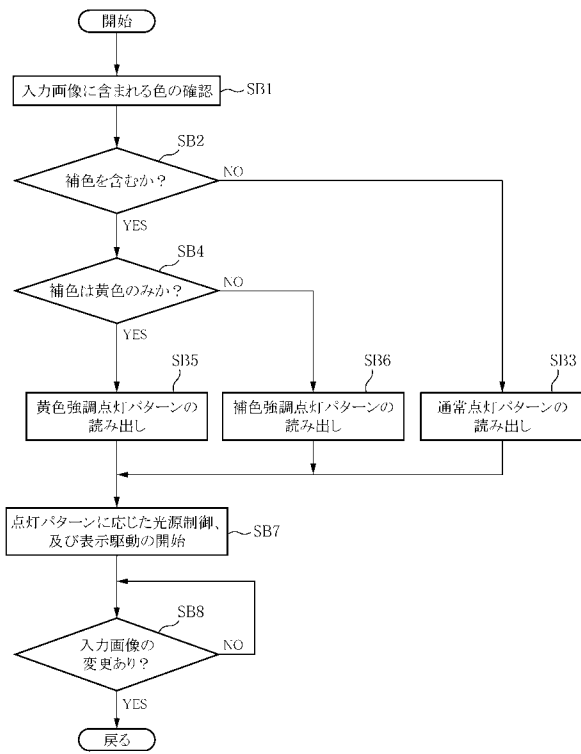 開始
入力画像に含まれる色の確認
SB1
SB2
補色を含むか?
NO
YES
SB4
補色は黄色のみか?
NO
YES
SB5
SB6
SB3
黄色強調点灯パターンの
読み出し
補色強調点灯パターンの
読み出し
通常点灯パターンの
読み出し
点灯パターンに応じた光源制御、
及び表示駆動の開始
SB7
SB8
入力画像の
変更あり?
NO
YES
戻る